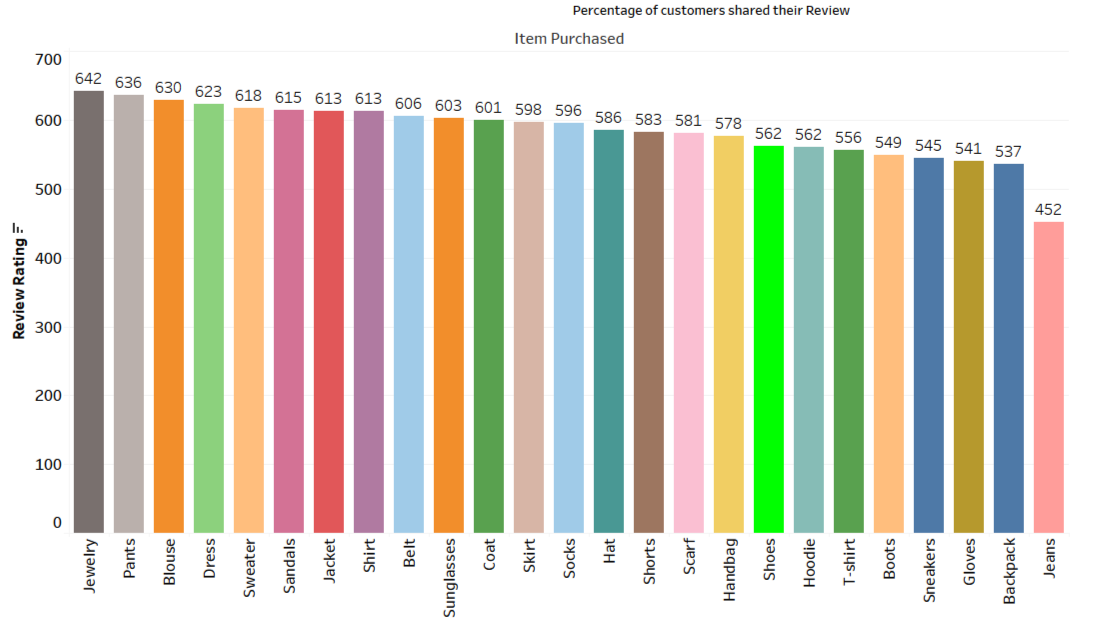 Percentage of customers shared their Review
Item Purchased
700
600
500
400
300
200
100
0
Review Rating
642
636
630
623
618
615
613
613
606
603
601
598
596
586
583
581
578
562
562
556
549
545
541
537
452
Jewelry
Pants
Blouse
Dress
Sweater
Sandals
Jacket
Shirt
Belt
Sunglasses
Coat
Skirt
Socks
Hat
Shorts
Scarf
Handbag
Shoes
Hoodie
T-shirt
Boots
Sneakers
Gloves
Backpack
Jeans